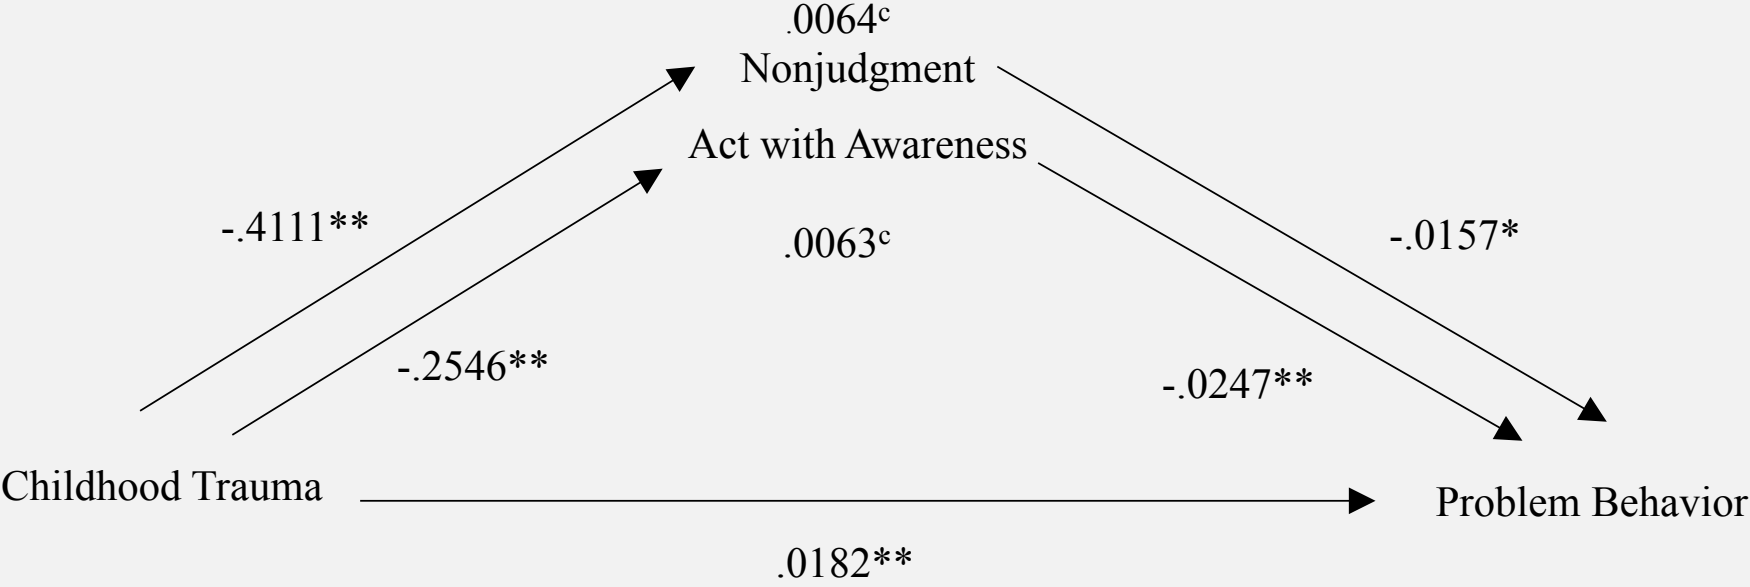 .0064ᶜ
Nonjudgment
Act with Awareness
-.4111**
-.0157*
.0063ᶜ
-.2546**
-.0247**
Childhood Trauma
Problem Behavior
.0182**